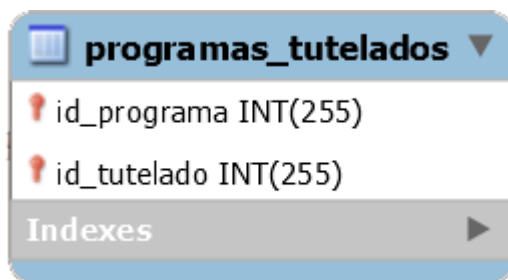 programas_tutelados
id_programa INT(255)
id_tutelado INT(255)
Indexes